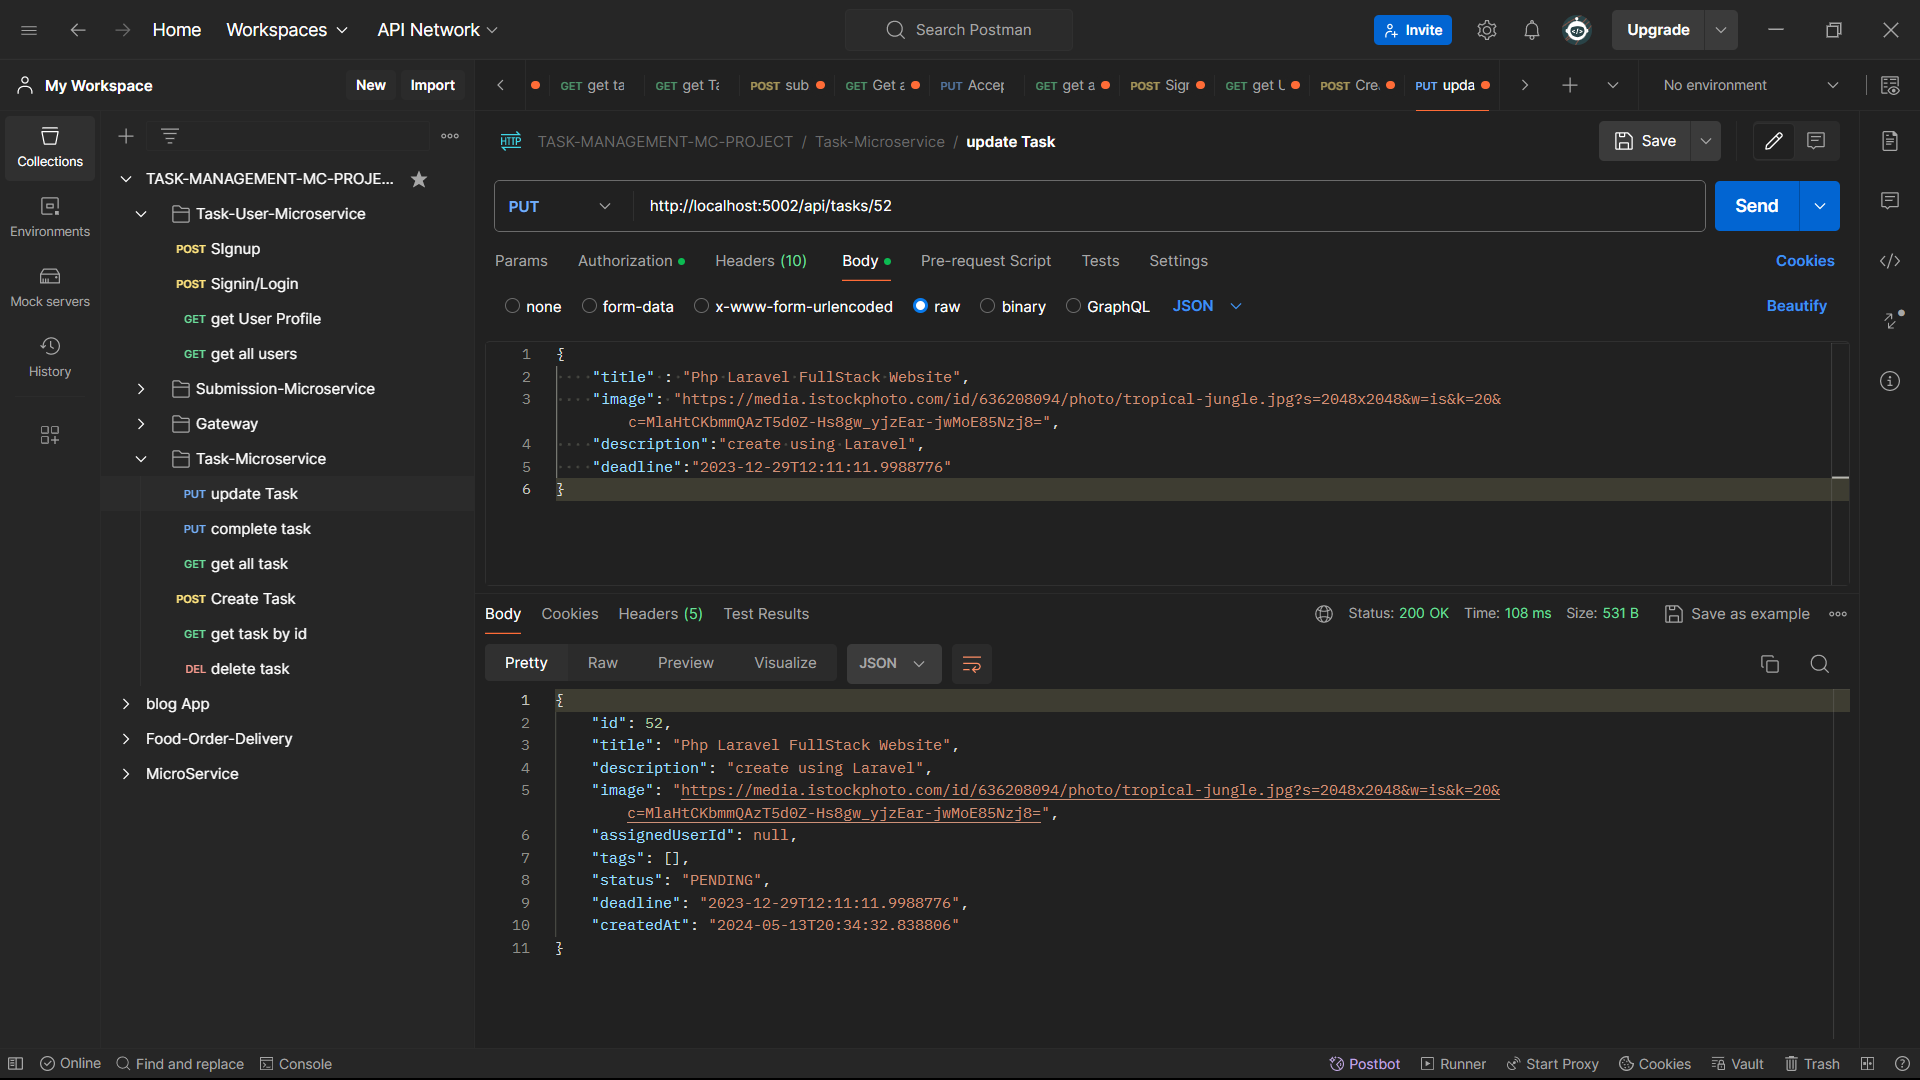 Home Workspaces API Network Search Postman Invite Upgrade
My Workspace New Import
GET get ta GET get Ta POST sub GET Get a PUT Accep GET get a POST Sigr GET get U POST Cre PUT upda No environment
Collections
Environments
Mock servers
History
TASK-MANAGEMENT-MC-PROJE...
Task-User-Microservice
POST SIgnup
POST Signin/Login
GET get User Profile
GET get all users
Submission-Microservice
Gateway
Task-Microservice
PUT update Task
PUT complete task
GET get all task
POST Create Task
GET get task by id
DEL delete task
blog App
Food-Order-Delivery
MicroService
HTTP TASK-MANAGEMENT-MC-PROJECT / Task-Microservice / update Task Save
PUT http://localhost:5002/api/tasks/52 Send
Params Authorization Headers (10) Body Pre-request Script Tests Settings Cookies
none form-data x-www-form-urlencoded raw binary GraphQL JSON Beautify
1 {
2 "title" : "Php Laravel FullStack Website",
3 "image": "https://media.istockphoto.com/id/636208094/photo/tropical-jungle.jpg?s=2048x2048&w=is&k=20&
c=MlaHtCKbmmQAzT5d0Z-Hs8gw_yjzEar-jwMoE85Nzj8=",
4 "description":"create using Laravel",
5 "deadline":"2023-12-29T12:11:11.9988776"
6 }
Body Cookies Headers (5) Test Results Status: 200 OK Time: 108 ms Size: 531 B Save as example
Pretty Raw Preview Visualize JSON
1 {
2 "id": 52,
3 "title": "Php Laravel FullStack Website",
4 "description": "create using Laravel",
5 "image": "https://media.istockphoto.com/id/636208094/photo/tropical-jungle.jpg?s=2048x2048&w=is&k=20&
c=MlaHtCKbmmQAzT5d0Z-Hs8gw_yjzEar-jwMoE85Nzj8=",
6 "assignedUserId": null,
7 "tags": [],
8 "status": "PENDING",
9 "deadline": "2023-12-29T12:11:11.9988776",
10 "createdAt": "2024-05-13T20:34:32.838806"
11 }
Online Find and replace Console Postbot Runner Start Proxy Cookies Vault Trash